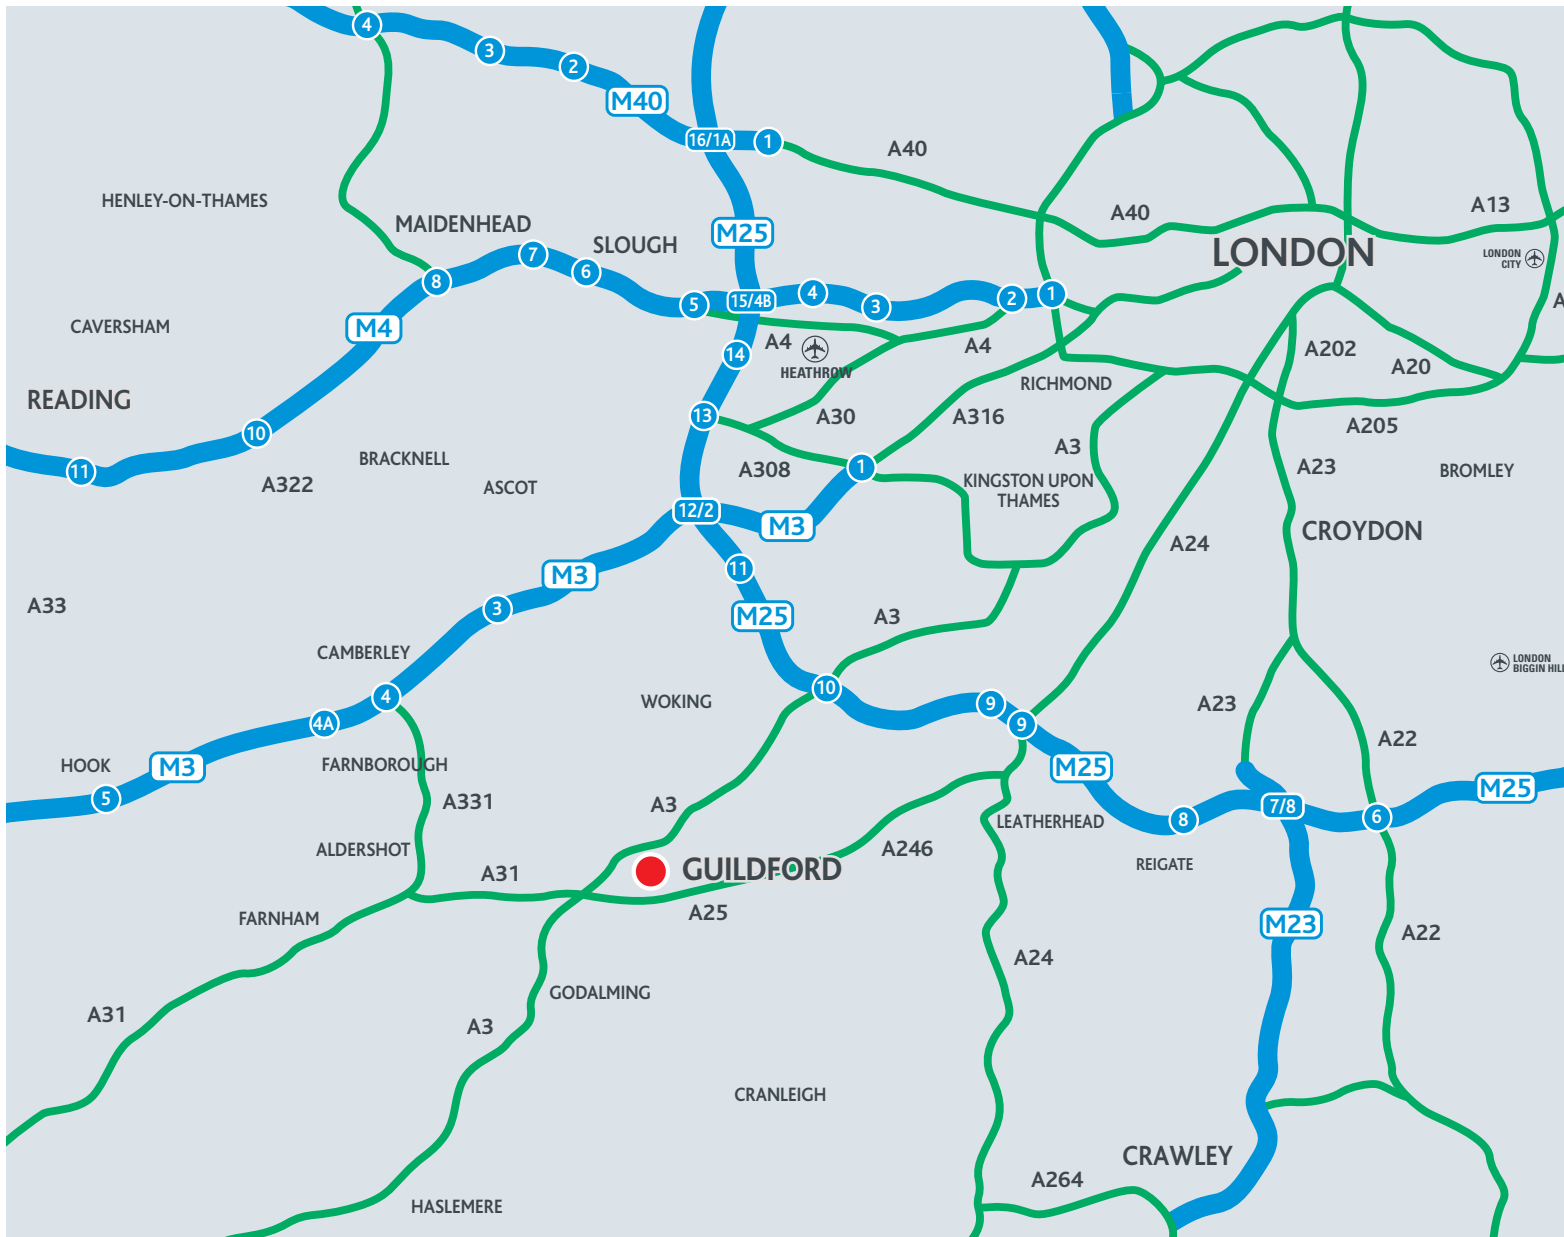 4
3
2
M40
16/1A
1
A40
HENLEY-ON-THAMES
A40
A13
MAIDENHEAD
SLOUGH
M25
LONDON
LONDON
CITY
7
6
8
5
15/4B
4
3
2
1
A
CAVERSHAM
M4
14
A4
HEATHROW
A4
A202
A20
RICHMOND
READING
13
A30
A316
A205
10
11
A322
BRACKNELL
ASCOT
A308
1
A3
KINGSTON UPON
THAMES
A23
BROMLEY
12/2
M3
A24
CROYDON
11
M3
A33
3
M25
A3
CAMBERLEY
LONDON
BIGGIN HILL
4
4A
WOKING
10
9
9
A23
A22
HOOK
M3
FARNBOROUGH
M25
M25
5
A331
A3
7/8
8
6
LEATHERHEAD
ALDERSHOT
A246
REIGATE
A31
GUILDFORD
A25
FARNHAM
M23
A22
A24
GODALMING
A31
A3
CRANLEIGH
CRAWLEY
A264
HASLEMERE